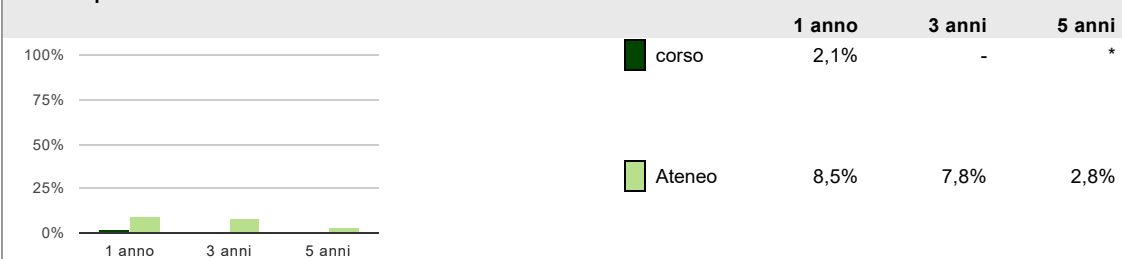 1 anno 3 anni 5 anni
100%
75%
50%
25%
0%
1 anno 3 anni 5 anni
corso 2,1% - *
Ateneo 8,5% 7,8% 2,8%